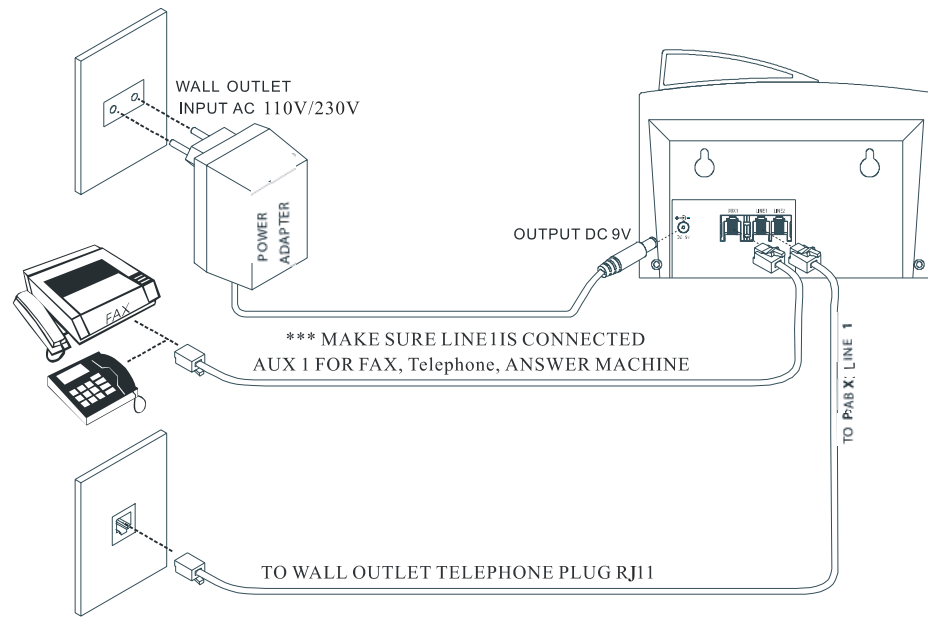 WALL OUTLET
INPUT AC 110V/230V
POWER
ADAPTER
OUTPUT DC 9V
AUX1
LINE1
LINE2
FAX
*** MAKE SURE LINE1IS CONNECTED
AUX 1 FOR FAX, Telephone, ANSWER MACHINE
TO PABX, LINE 1
TO WALL OUTLET TELEPHONE PLUG RJ11